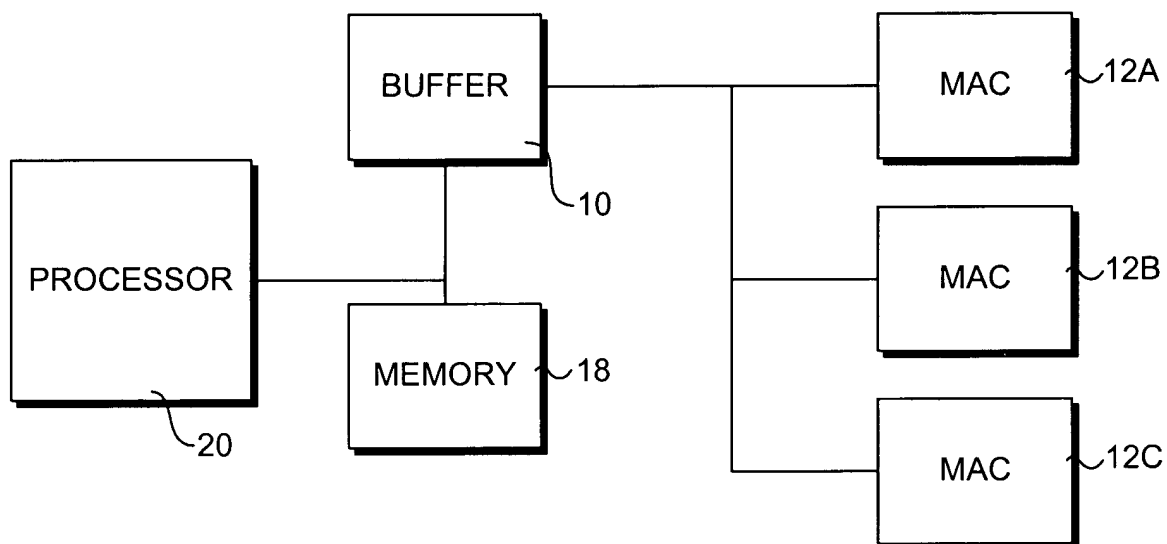 BUFFER
10
PROCESSOR
20
MEMORY
18
MAC
12A
MAC
12B
MAC
12C